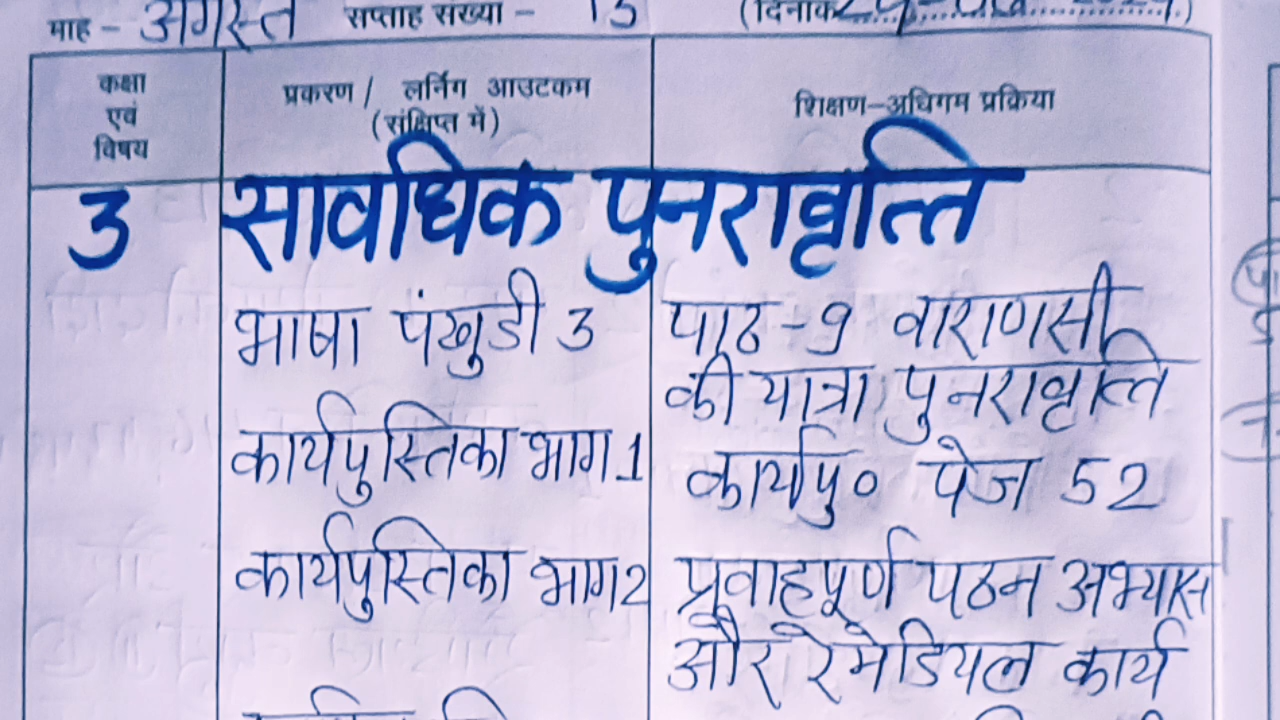 माह - अगस्त सप्ताह संख्या - 13 (दिनांक
कक्षा एवं विषय
प्रकरण / लर्निंग आउटकम (संक्षिप्त में)
शिक्षण-अधिगम प्रक्रिया
3 सावधिक पुनरावृत्ति
भाषा पंखुडी 3
पाठ -9 वाराणसी
की यात्रा पुनरावृत्ति
कार्यपुस्तिका भाग 1
कार्यपु० पेज 52
कार्यपुस्तिका भाग 2
प्रवाहपूर्ण पठन अभ्यास
और रेमेडियल कार्य